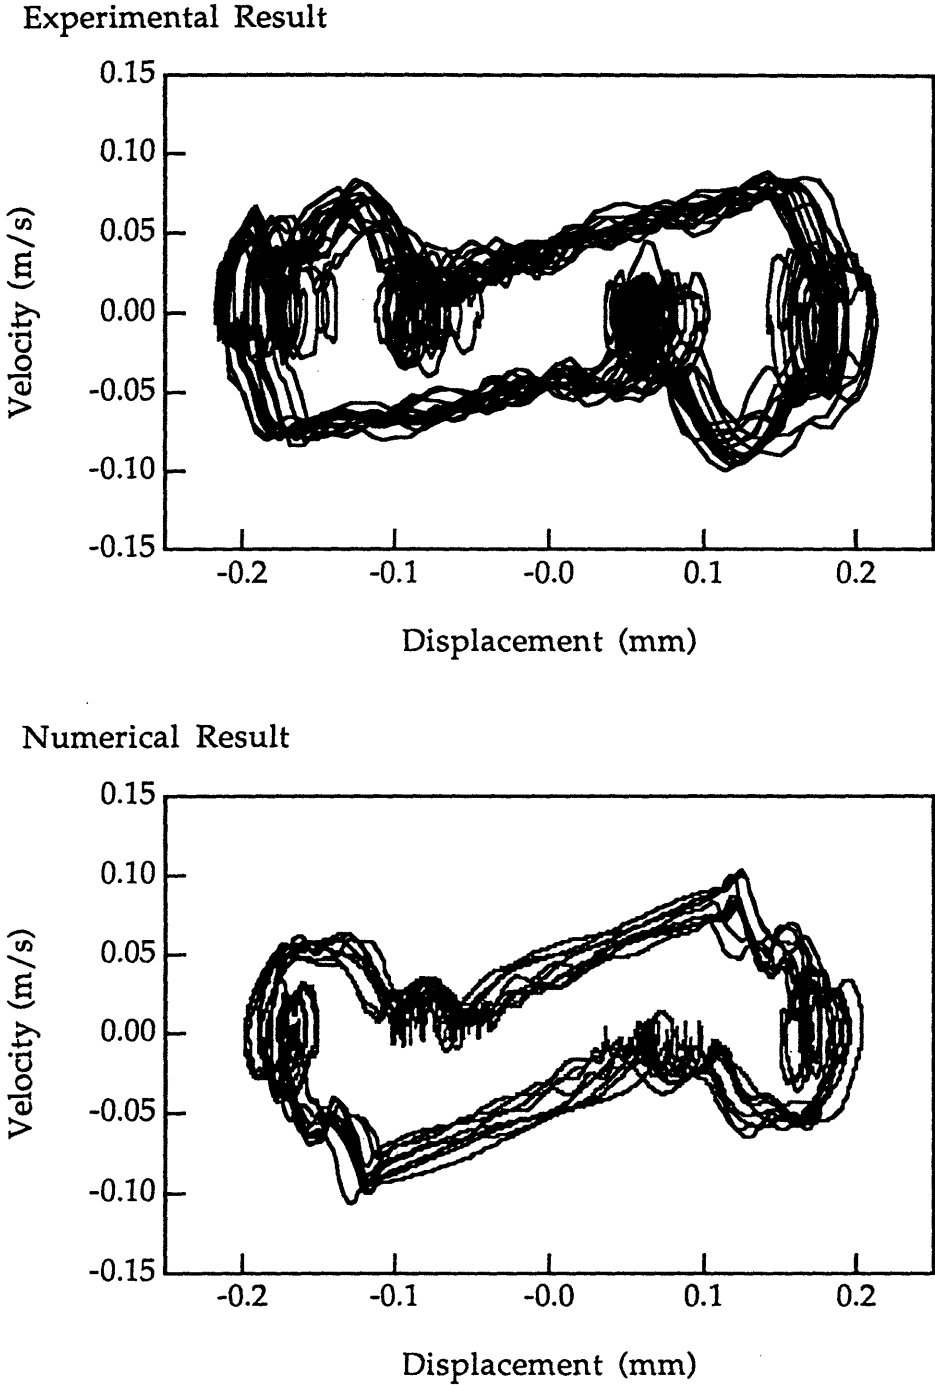 Experimental Result
0.15
0.10
0.05
0.00
-0.05
-0.10
-0.15
Velocity (m/s)
-0.2 -0.1 -0.0 0.1 0.2
Displacement (mm)
Numerical Result
0.15
0.10
0.05
0.00
-0.05
-0.10
-0.15
Velocity (m/s)
-0.2 -0.1 -0.0 0.1 0.2
Displacement (mm)